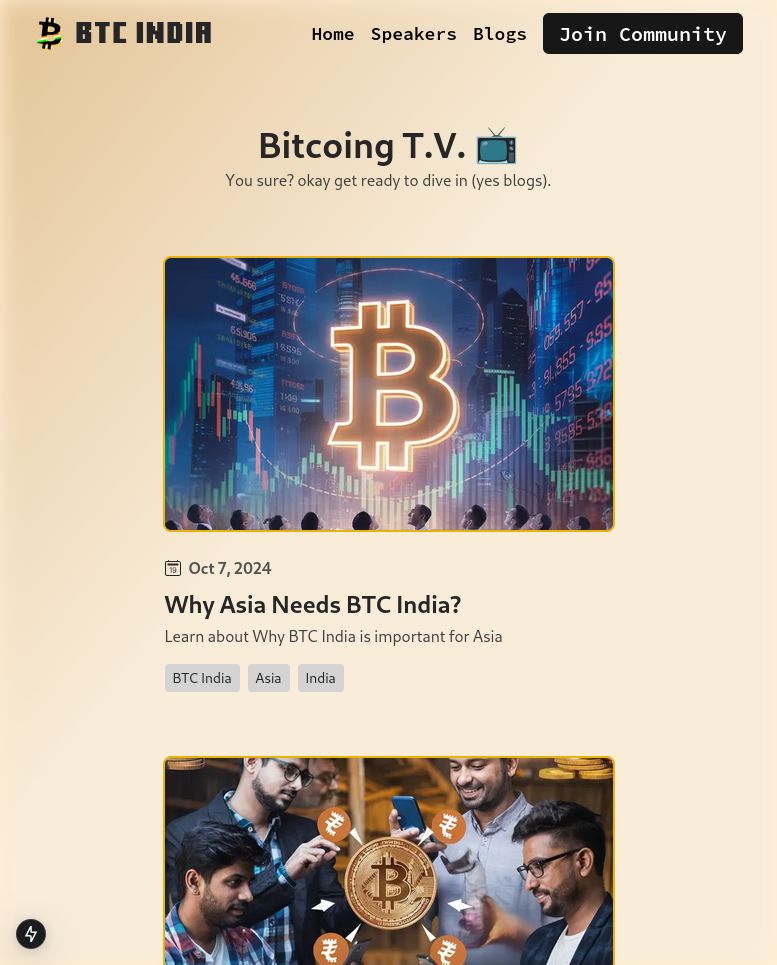 BTC INDIA
Home Speakers Blogs Join Community
Bitcoing T.V.
You sure? okay get ready to dive in (yes blogs).
19 Oct 7, 2024
Why Asia Needs BTC India?
Learn about Why BTC India is important for Asia
BTC India Asia India